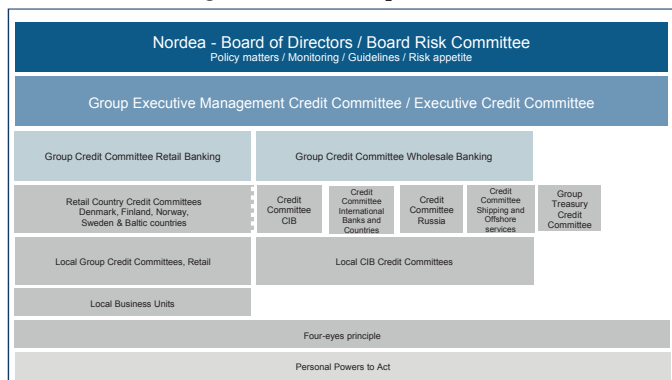 Nordea - Board of Directors / Board Risk Committee
Policy matters / Monitoring / Guidelines / Risk appetite
Group Executive Management Credit Committee / Executive Credit Committee
Group Credit Committee Retail Banking
Group Credit Committee Wholesale Banking
Retail Country Credit Committees
Denmark, Finland, Norway,
Sweden & Baltic countries
Credit
Committee
CIB
Credit
Committee
International
Banks and
Countries
Credit
Committee
Russia
Credit
Committee
Shipping and
Offshore
services
Group
Treasury
Credit
Committee
Local Group Credit Committees, Retail
Local CIB Credit Committees
Local Business Units
Four-eyes principle
Personal Powers to Act